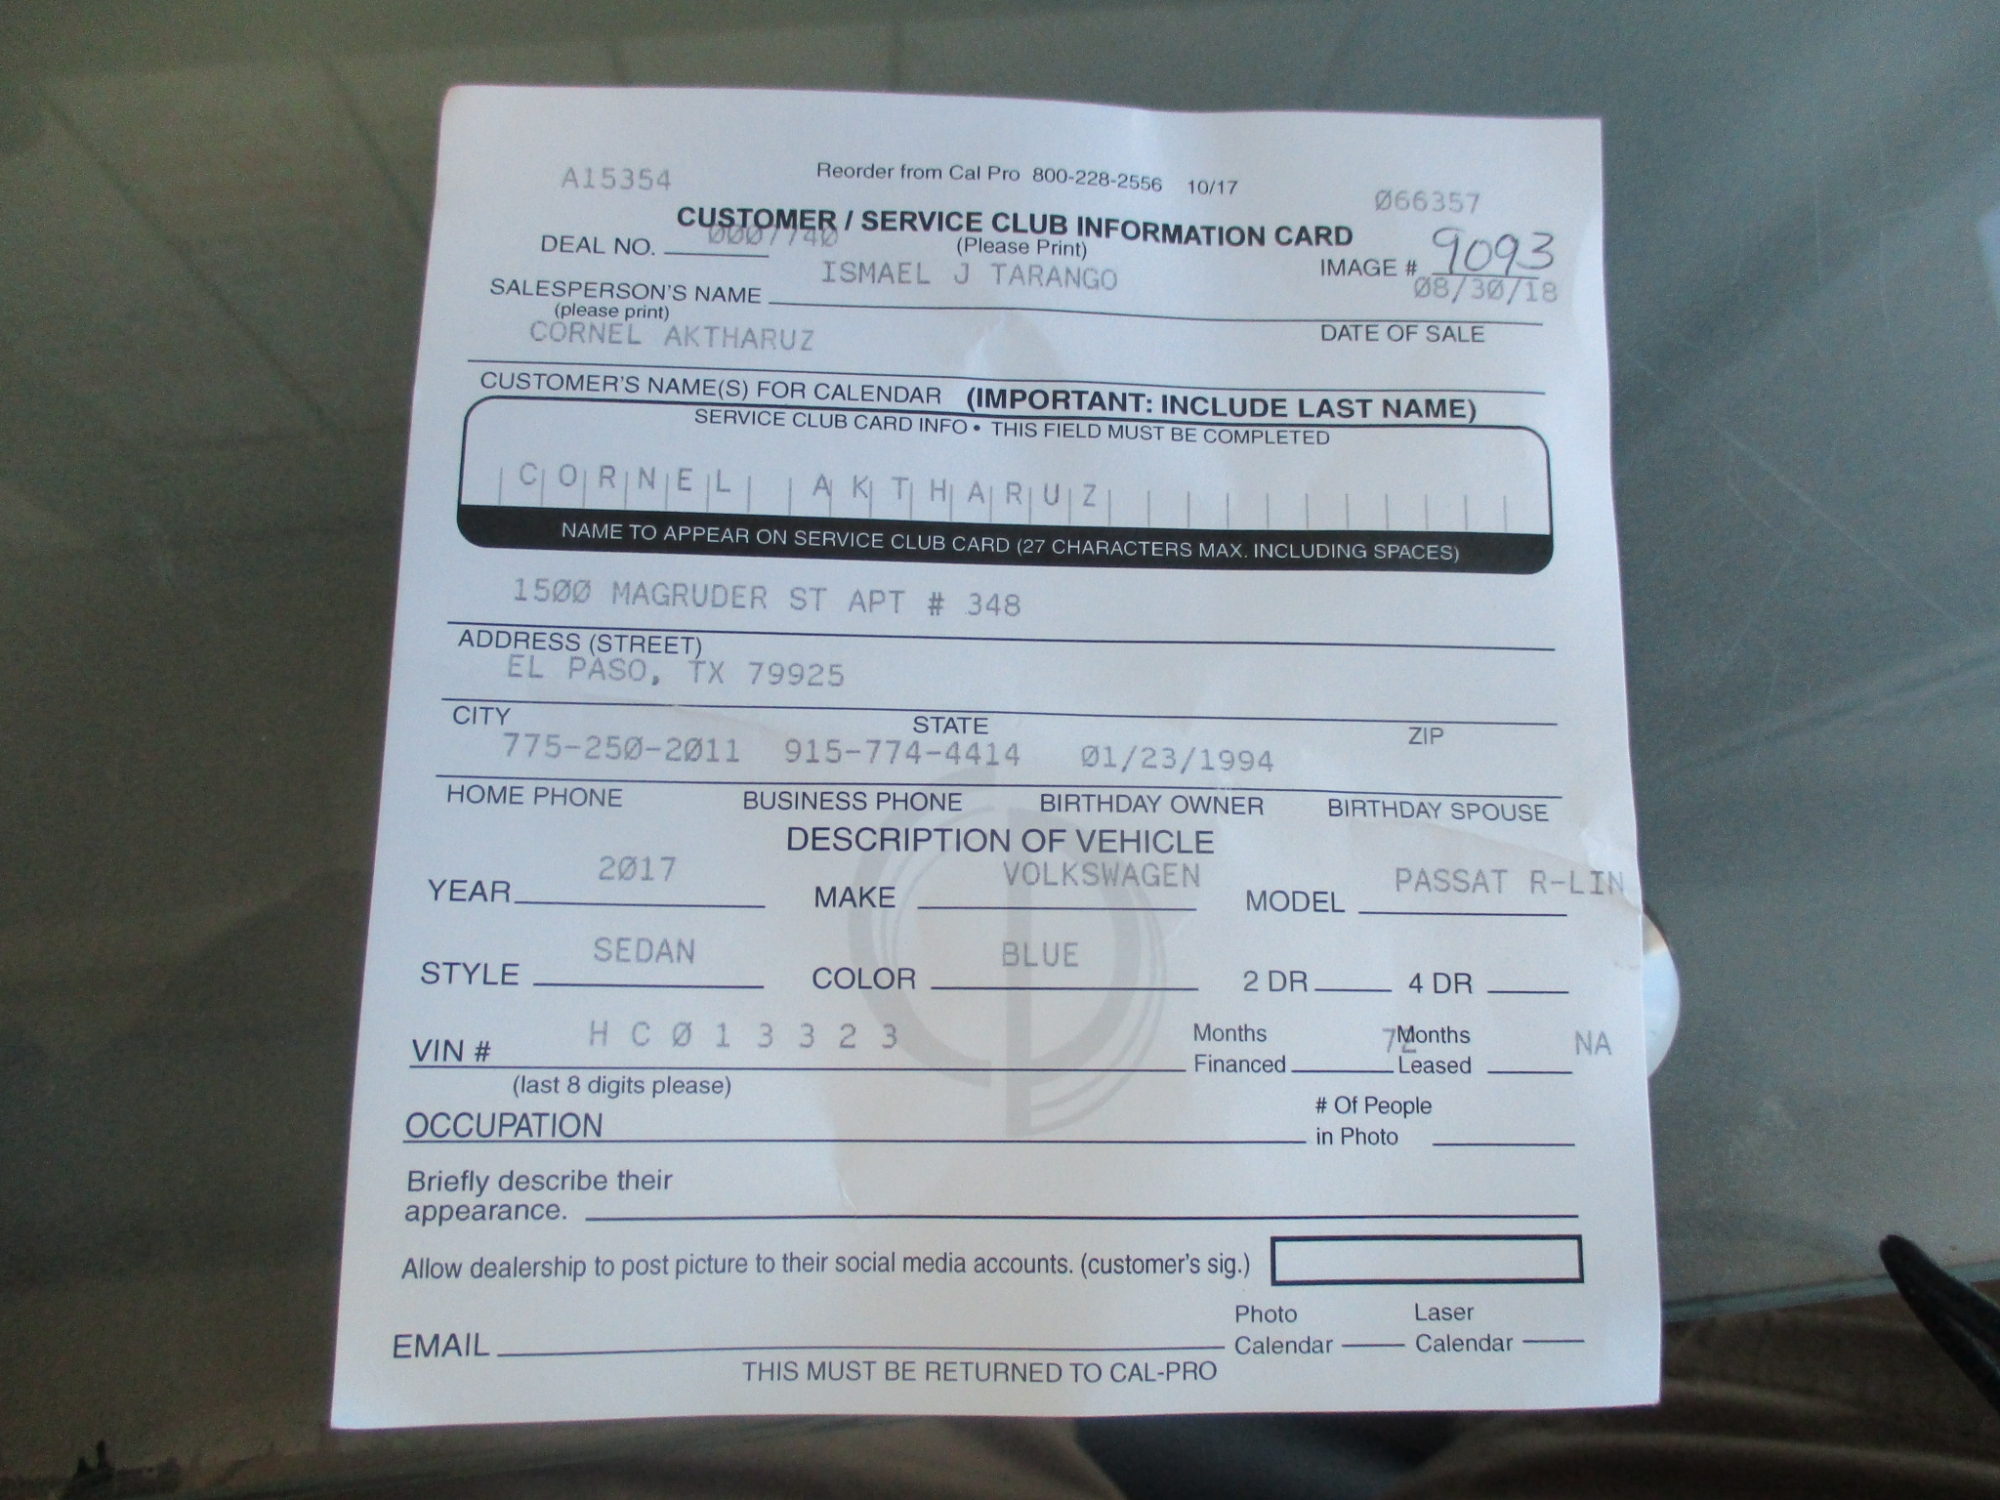 A15354 Reorder from Cal Pro 800-228-2556 10/17 Ø66357
CUSTOMER / SERVICE CLUB INFORMATION CARD
DEAL NO. ØØØ774Ø (Please Print) IMAGE # 9093
SALESPERSON'S NAME ISMAEL J TARANGO Ø8/3Ø/18
(please print) DATE OF SALE
CORNEL AKTHARUZ
CUSTOMER'S NAME(S) FOR CALENDAR (IMPORTANT: INCLUDE LAST NAME)
SERVICE CLUB CARD INFO • THIS FIELD MUST BE COMPLETED
CORNEL AKTHARUZ
NAME TO APPEAR ON SERVICE CLUB CARD (27 CHARACTERS MAX. INCLUDING SPACES)
15ØØ MAGRUDER ST APT # 348
ADDRESS (STREET)
EL PASO, TX 79925
CITY STATE ZIP
775-25Ø-2Ø11 915-774-4414 Ø1/23/1994
HOME PHONE BUSINESS PHONE BIRTHDAY OWNER BIRTHDAY SPOUSE
DESCRIPTION OF VEHICLE
YEAR 2Ø17 MAKE VOLKSWAGEN MODEL PASSAT R-LIN
STYLE SEDAN COLOR BLUE 2 DR 4 DR
VIN # H C Ø 1 3 3 2 3 Months Financed 72 Months Leased NA
(last 8 digits please)
OCCUPATION # Of People in Photo
Briefly describe their
appearance.
Allow dealership to post picture to their social media accounts. (customer's sig.)
EMAIL Photo Calendar Laser Calendar
THIS MUST BE RETURNED TO CAL-PRO